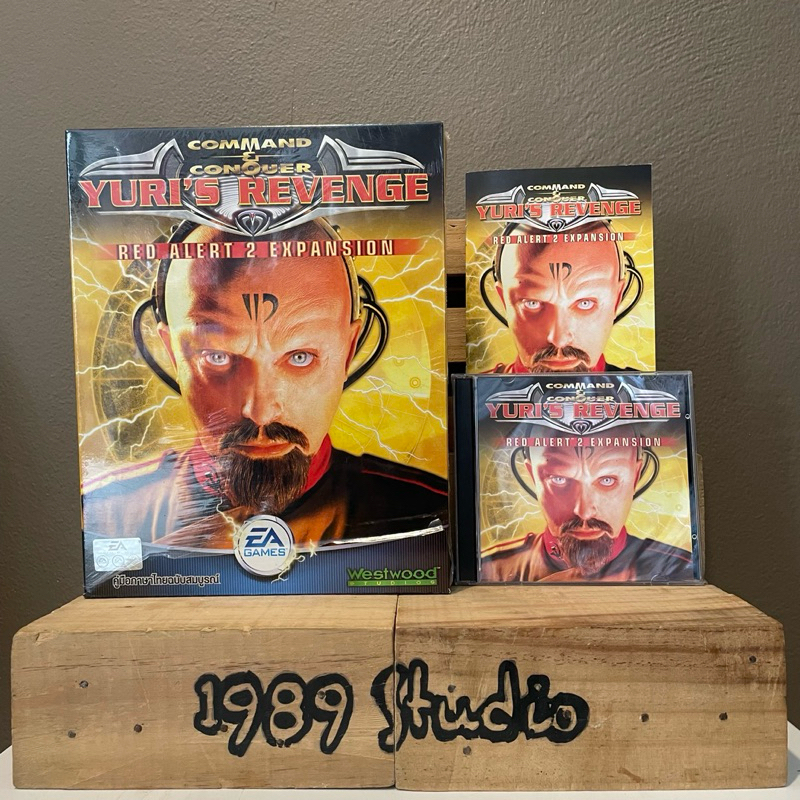 COMMAND
&
CONQUER
YURI'S REVENGE
RED ALERT 2 EXPANSION
EA
GAMES
EA
คู่มือภาษาไทยฉบับสมบูรณ์
Westwood
STUDIOS
COMMAND
&
CONQUER
YURI'S REVENGE
RED ALERT 2 EXPANSION
COMMAND
&
CONQUER
YURI'S REVENGE
RED ALERT 2 EXPANSION
1989 Studio